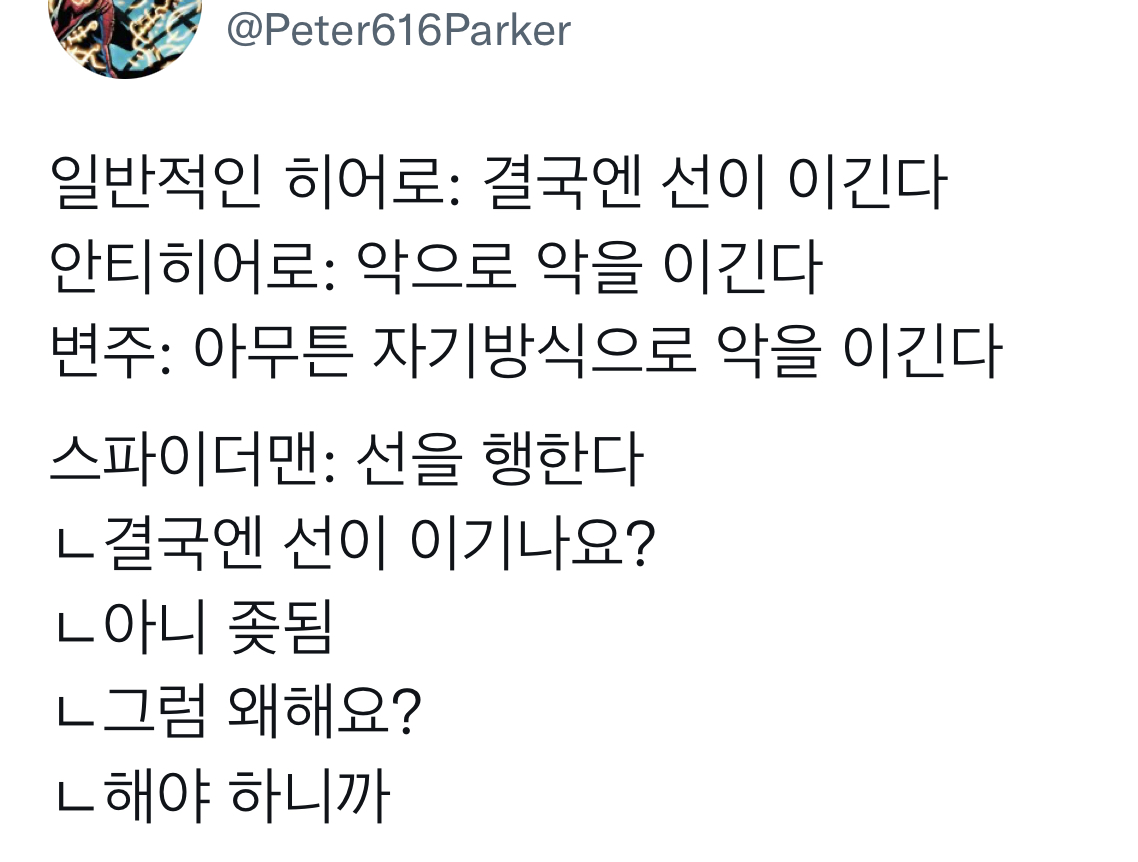 @Peter616Parker
일반적인 히어로: 결국엔 선이 이긴다
안티히어로: 악으로 악을 이긴다
변주: 아무튼 자기방식으로 악을 이긴다
스파이더맨: 선을 행한다
ㄴ결국엔 선이 이기나요?
ㄴ아니 좆됨
ㄴ그럼 왜해요?
ㄴ해야 하니까